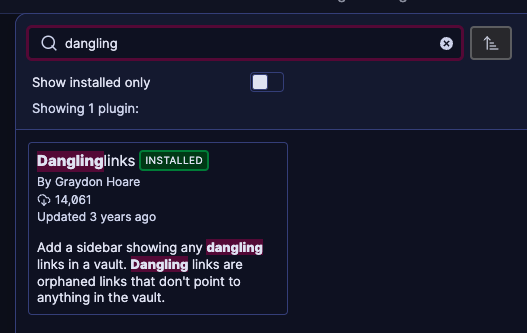 dangling
Show installed only
Showing 1 plugin:
Dangling links INSTALLED
By Graydon Hoare
14,061
Updated 3 years ago
Add a sidebar showing any dangling
links in a vault. Dangling links are
orphaned links that don't point to
anything in the vault.